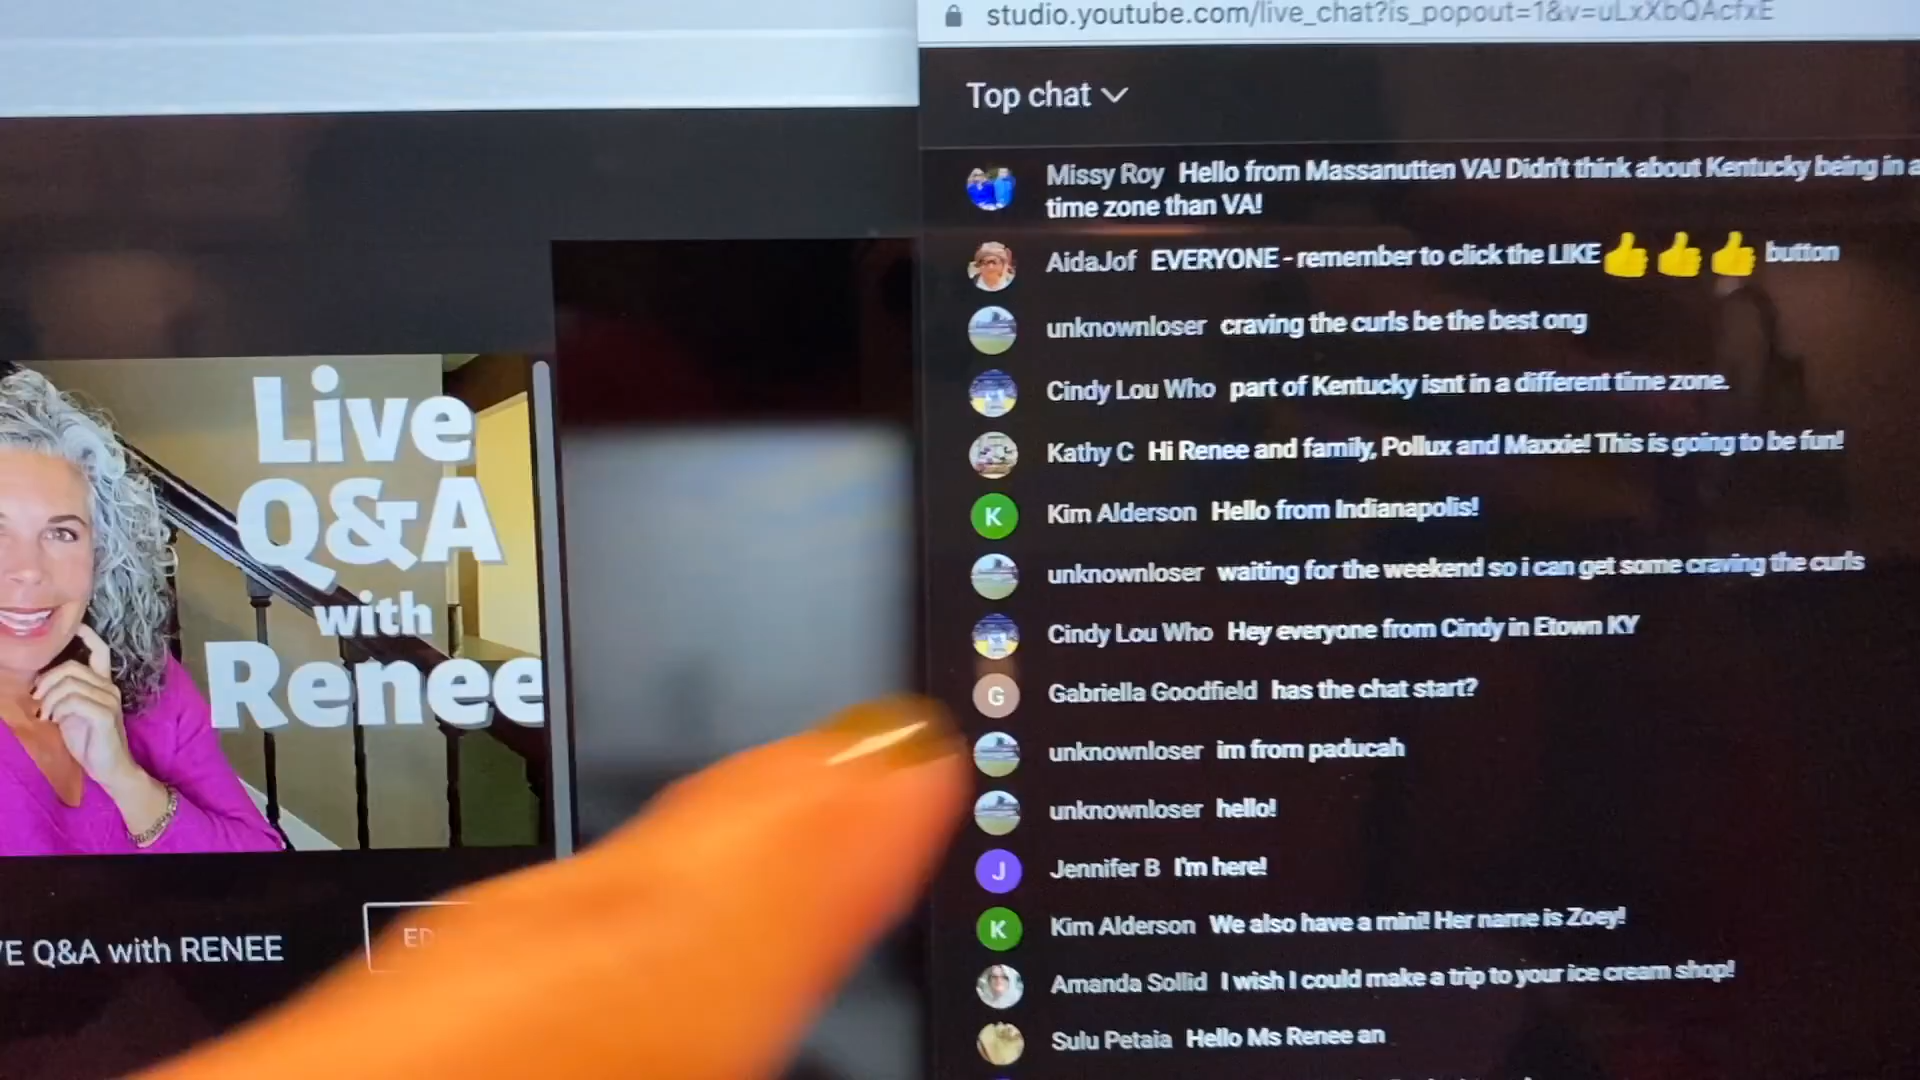 studio.youtube.com/live_chat?is_popout=1&v=uLxXbQAcfxE
Top chat
Missy Roy Hello from Massanutten VA! Didn't think about Kentucky being in a
time zone than VA!
AidaJof EVERYONE - remember to click the LIKE 👍👍👍 button
unknownloser craving the curls be the best ong
Cindy Lou Who part of Kentucky isnt in a different time zone.
Kathy C Hi Renee and family, Pollux and Maxxie! This is going to be fun!
K Kim Alderson Hello from Indianapolis!
unknownloser waiting for the weekend so i can get some craving the curls
Cindy Lou Who Hey everyone from Cindy in Etown KY
G Gabriella Goodfield has the chat start?
unknownloser im from paducah
unknownloser hello!
J Jennifer B I'm here!
K Kim Alderson We also have a mini! Her name is Zoey!
Amanda Sollid I wish I could make a trip to your ice cream shop!
Sulu Petaia Hello Ms Renee an
Live
Q&A
with
Renee
VE Q&A with RENEE
ED